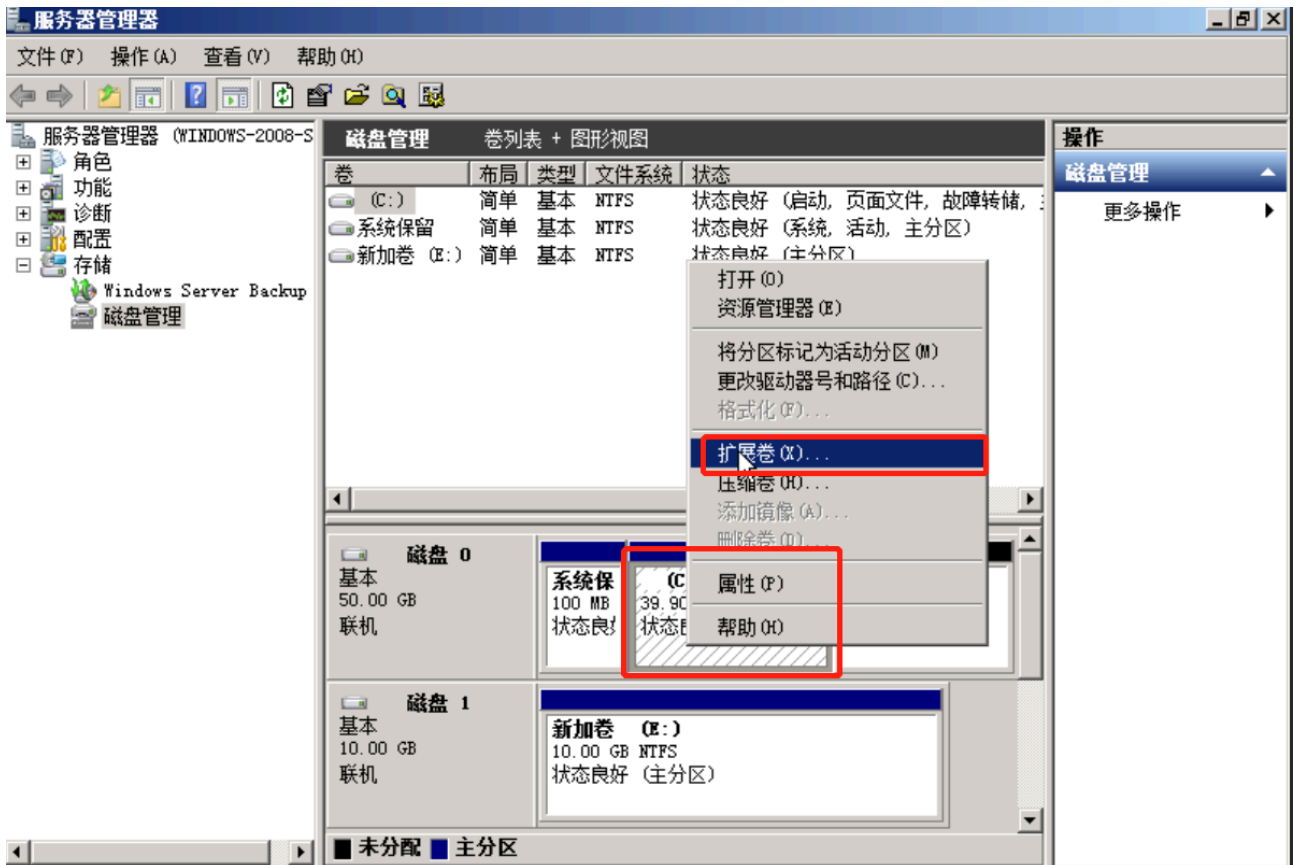 服务器管理器
文件(F) 操作(A) 查看(V) 帮助(H)
服务器管理器 (WINDOWS-2008-S
角色
功能
诊断
配置
存储
Windows Server Backup
磁盘管理
磁盘管理 卷列表 + 图形视图
卷 布局 类型 文件系统 状态
(C:) 简单 基本 NTFS 状态良好 (启动, 页面文件, 故障转储,
系统保留 简单 基本 NTFS 状态良好 (系统, 活动, 主分区)
新加卷 (E:) 简单 基本 NTFS 状态良好 (主分区)
打开(O)
资源管理器(E)
将分区标记为活动分区(M)
更改驱动器号和路径(C)...
格式化(F)...
扩展卷(X)...
压缩卷(H)...
添加镜像(A)...
删除卷(D)...
属性(P)
帮助(H)
磁盘 0
基本
50.00 GB
联机
系统保
100 MB
状态良
(C
39.90
状态
磁盘 1
基本
10.00 GB
联机
新加卷 (E:)
10.00 GB NTFS
状态良好 (主分区)
未分配 主分区
操作
磁盘管理
更多操作